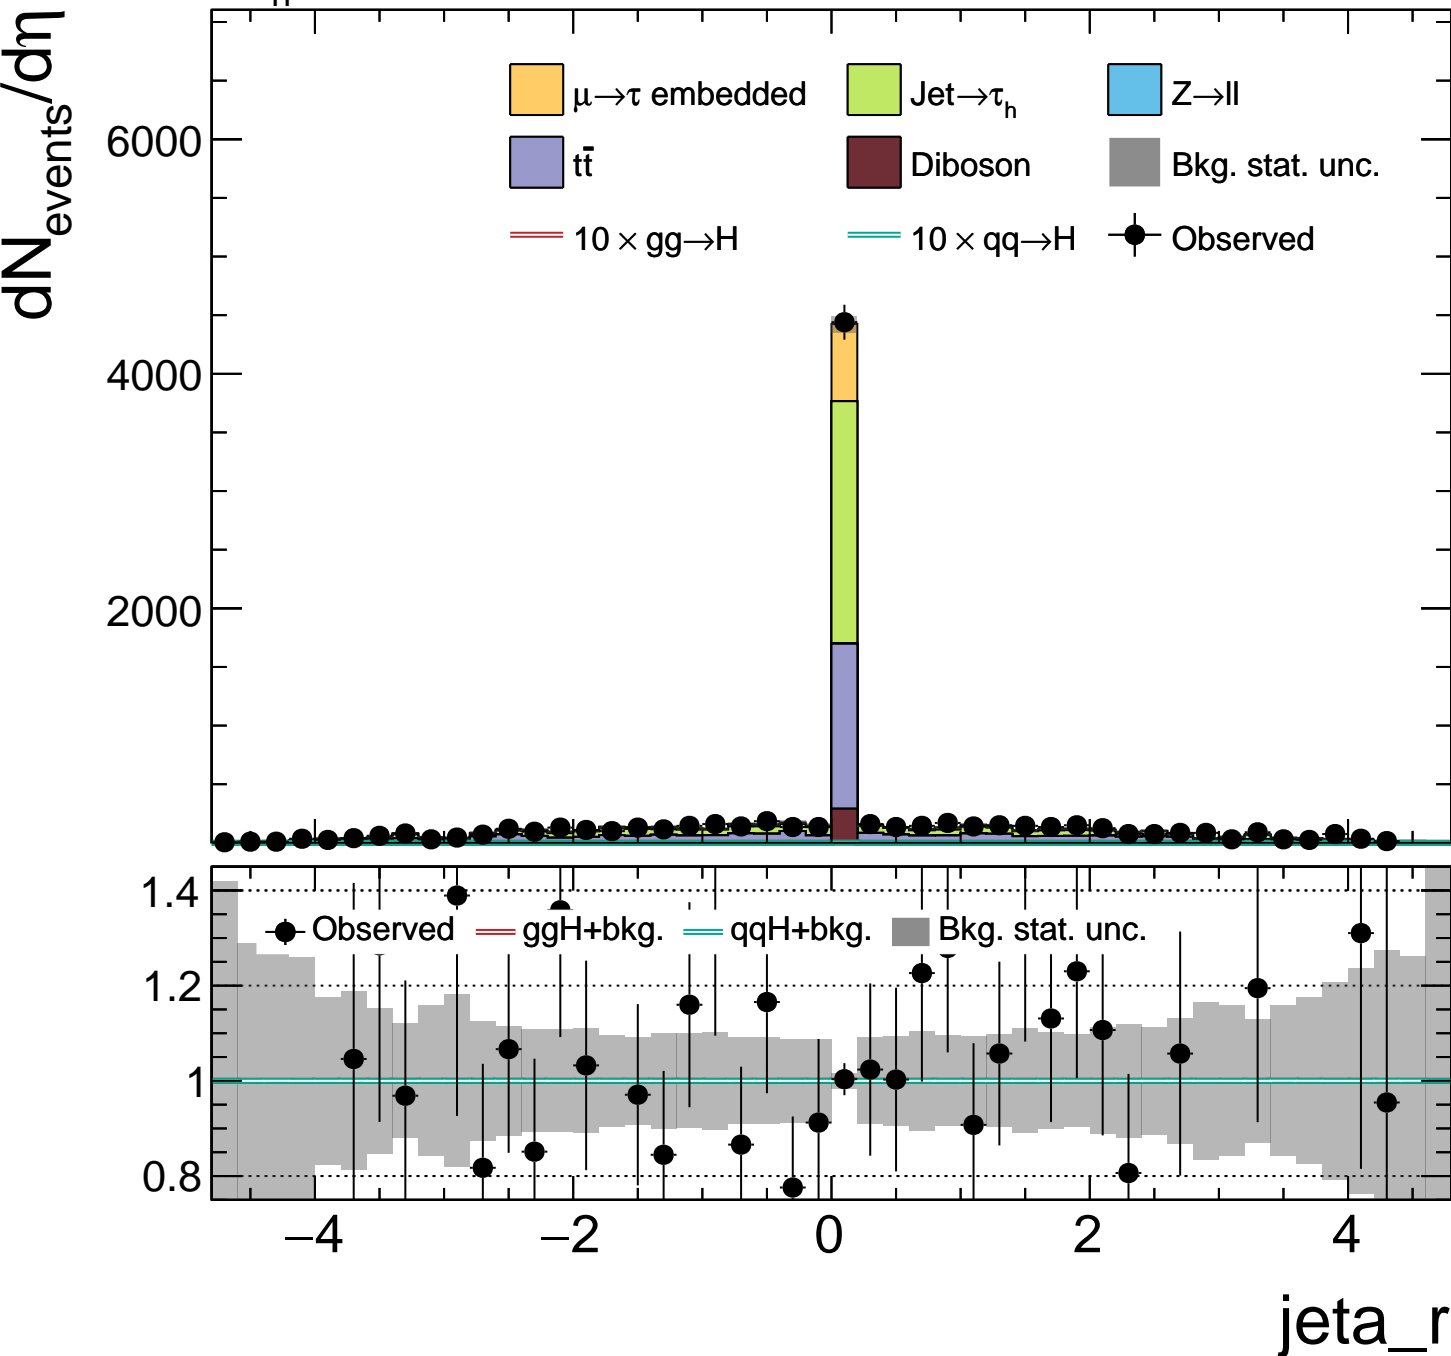 dN_events/dη
μ→τ embedded
Jet→τ_h
Z→ll
tt̄
Diboson
Bkg. stat. unc.
10 × gg→H
10 × qq→H
Observed
6000
4000
2000
1.4
1.2
1
0.8
Observed
ggH+bkg.
qqH+bkg.
Bkg. stat. unc.
−4 −2 0 2 4
jeta_r